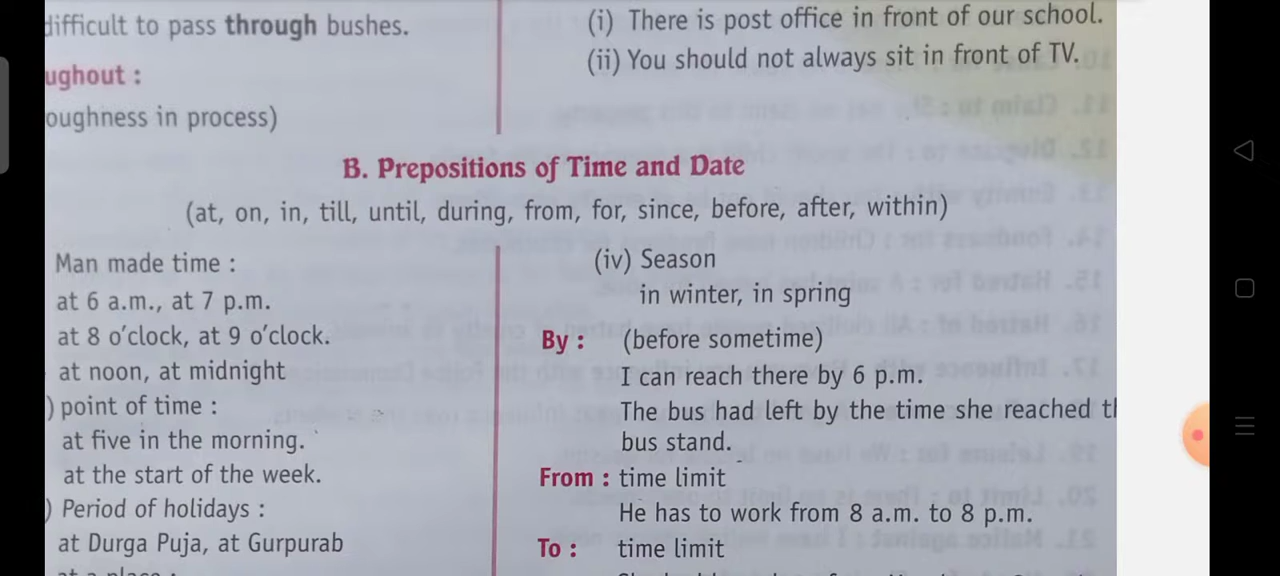 difficult to pass through bushes.
ughout :
oughness in process)
(i) There is post office in front of our school.
(ii) You should not always sit in front of TV.
B. Prepositions of Time and Date
(at, on, in, till, until, during, from, for, since, before, after, within)
Man made time :
at 6 a.m., at 7 p.m.
at 8 o'clock, at 9 o'clock.
at noon, at midnight
) point of time :
at five in the morning.
at the start of the week.
) Period of holidays :
at Durga Puja, at Gurpurab
(iv) Season
in winter, in spring
By : (before sometime)
I can reach there by 6 p.m.
The bus had left by the time she reached
bus stand.
From : time limit
He has to work from 8 a.m. to 8 p.m.
To : time limit